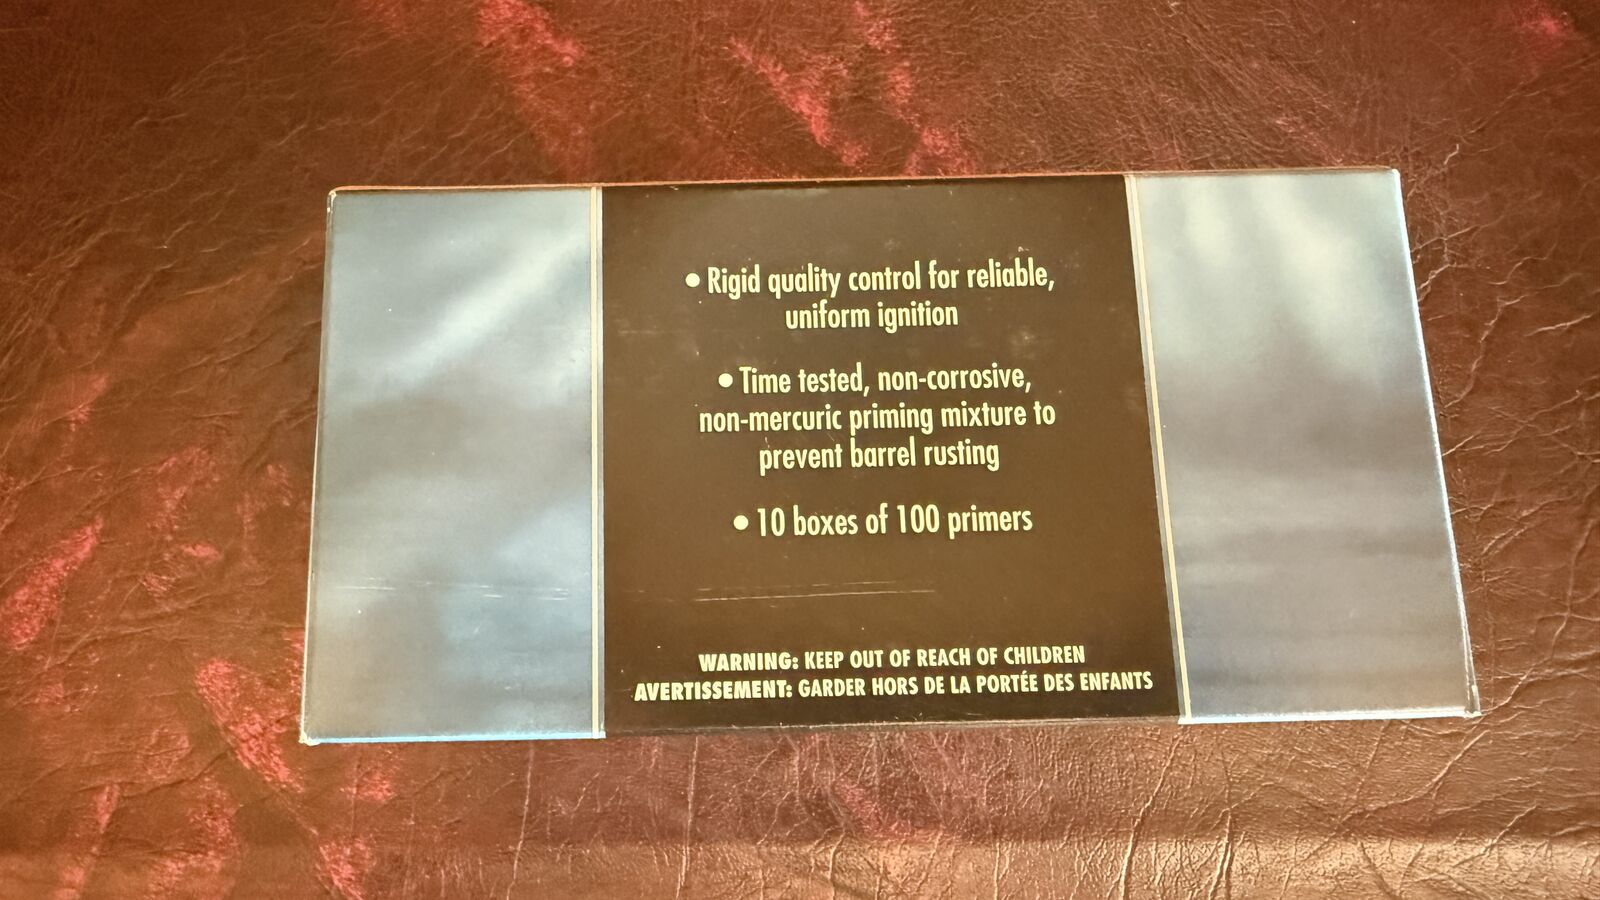 • Rigid quality control for reliable,
uniform ignition
• Time tested, non-corrosive,
non-mercuric priming mixture to
prevent barrel rusting
• 10 boxes of 100 primers
WARNING: KEEP OUT OF REACH OF CHILDREN
AVERTISSEMENT: GARDER HORS DE LA PORTÉE DES ENFANTS